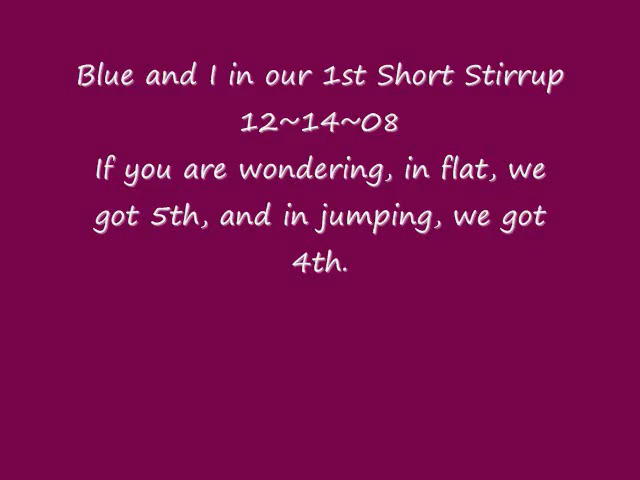 Blue and I in our 1st Short Stirrup
12~14~08
If you are wondering, in flat, we
got 5th, and in jumping, we got
4th.